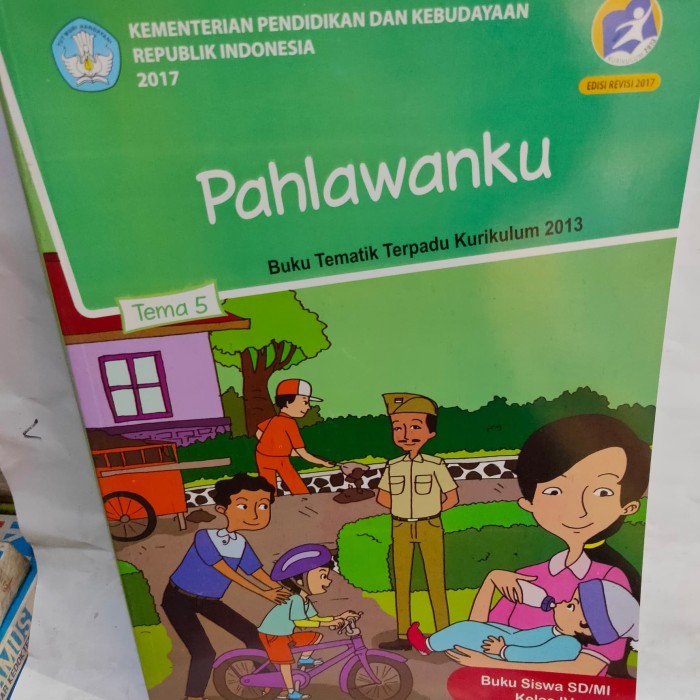 KEMENTERIAN PENDIDIKAN DAN KEBUDAYAAN
REPUBLIK INDONESIA
2017
EDISI REVISI 2017
Pahlawanku
Buku Tematik Terpadu Kurikulum 2013
Tema 5
Buku Siswa SD/MI
Kelas